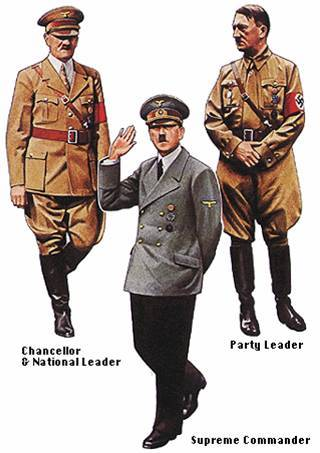 Chancellor
& National Leader
Party Leader
Supreme Commander